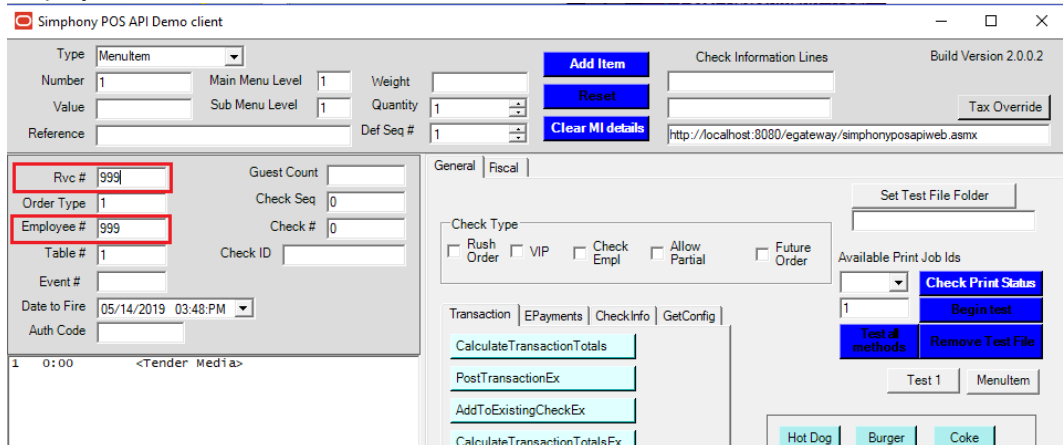 Simphony POS API Demo client
Type MenuItem Add Item Check Information Lines Build Version 2.0.0.2
Number 1 Main Menu Level 1 Weight
Reset
Value Sub Menu Level 1 Quantity 1 Tax Override
Reference Def Seq # 1 Clear MI details http://localhost:8080/egateway/simphonyposapiweb.asmx
General Fiscal
Rvc # 999 Guest Count Set Test File Folder
Order Type 1 Check Seq 0
Employee # 999 Check # 0 Check Type
Rush Order VIP Check Empl Allow Partial Future Order
Table # 1 Check ID Available Print Job Ids
Event # Check Print Status
Date to Fire 05/14/2019 03:48:PM Transaction EPayments CheckInfo GetConfig 1 Begin test
Auth Code CalculateTransactionTotals Test all methods Remove Test File
1 0:00 <Tender Media>
PostTransactionEx Test 1 MenuItem
AddToExistingCheckEx
CalculateTransactionTotalsEx Hot Dog Burger Coke